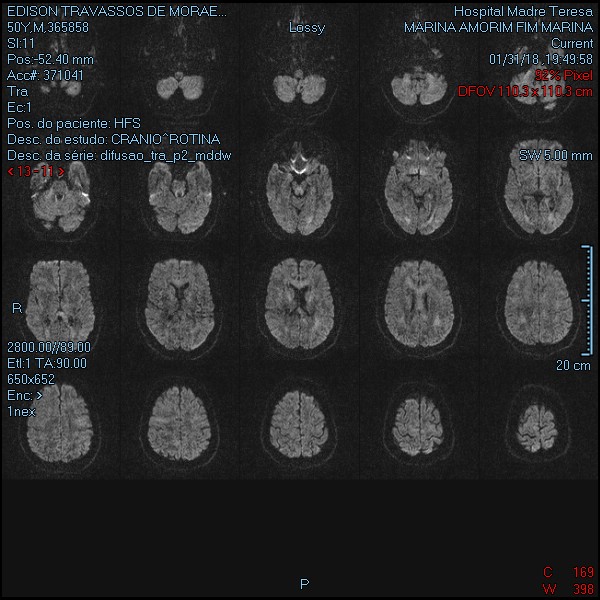 EDISON TRAVASSOS DE MORAE...
50Y,M,365858
Sl:11
Pos:-52.40 mm
Acc#: 371041
Tra
Ec:1
Pos. do paciente: HFS
Desc. do estudo: CRANIO^ROTINA
Desc. da série: difusao_tra_p2_mddw
< 13 - 11 >
Lossy
Hospital Madre Teresa
MARINA AMORIM FIM MARINA
Current
01/31/18 ,19:49:58
92% Pixel
DFOV 110.3 x 110.3 cm
SW 5.00 mm
R
2800.00//89.00
Etl:1 TA:90.00
650x652
Enc: >
1nex
20 cm
P
C 169
W 398